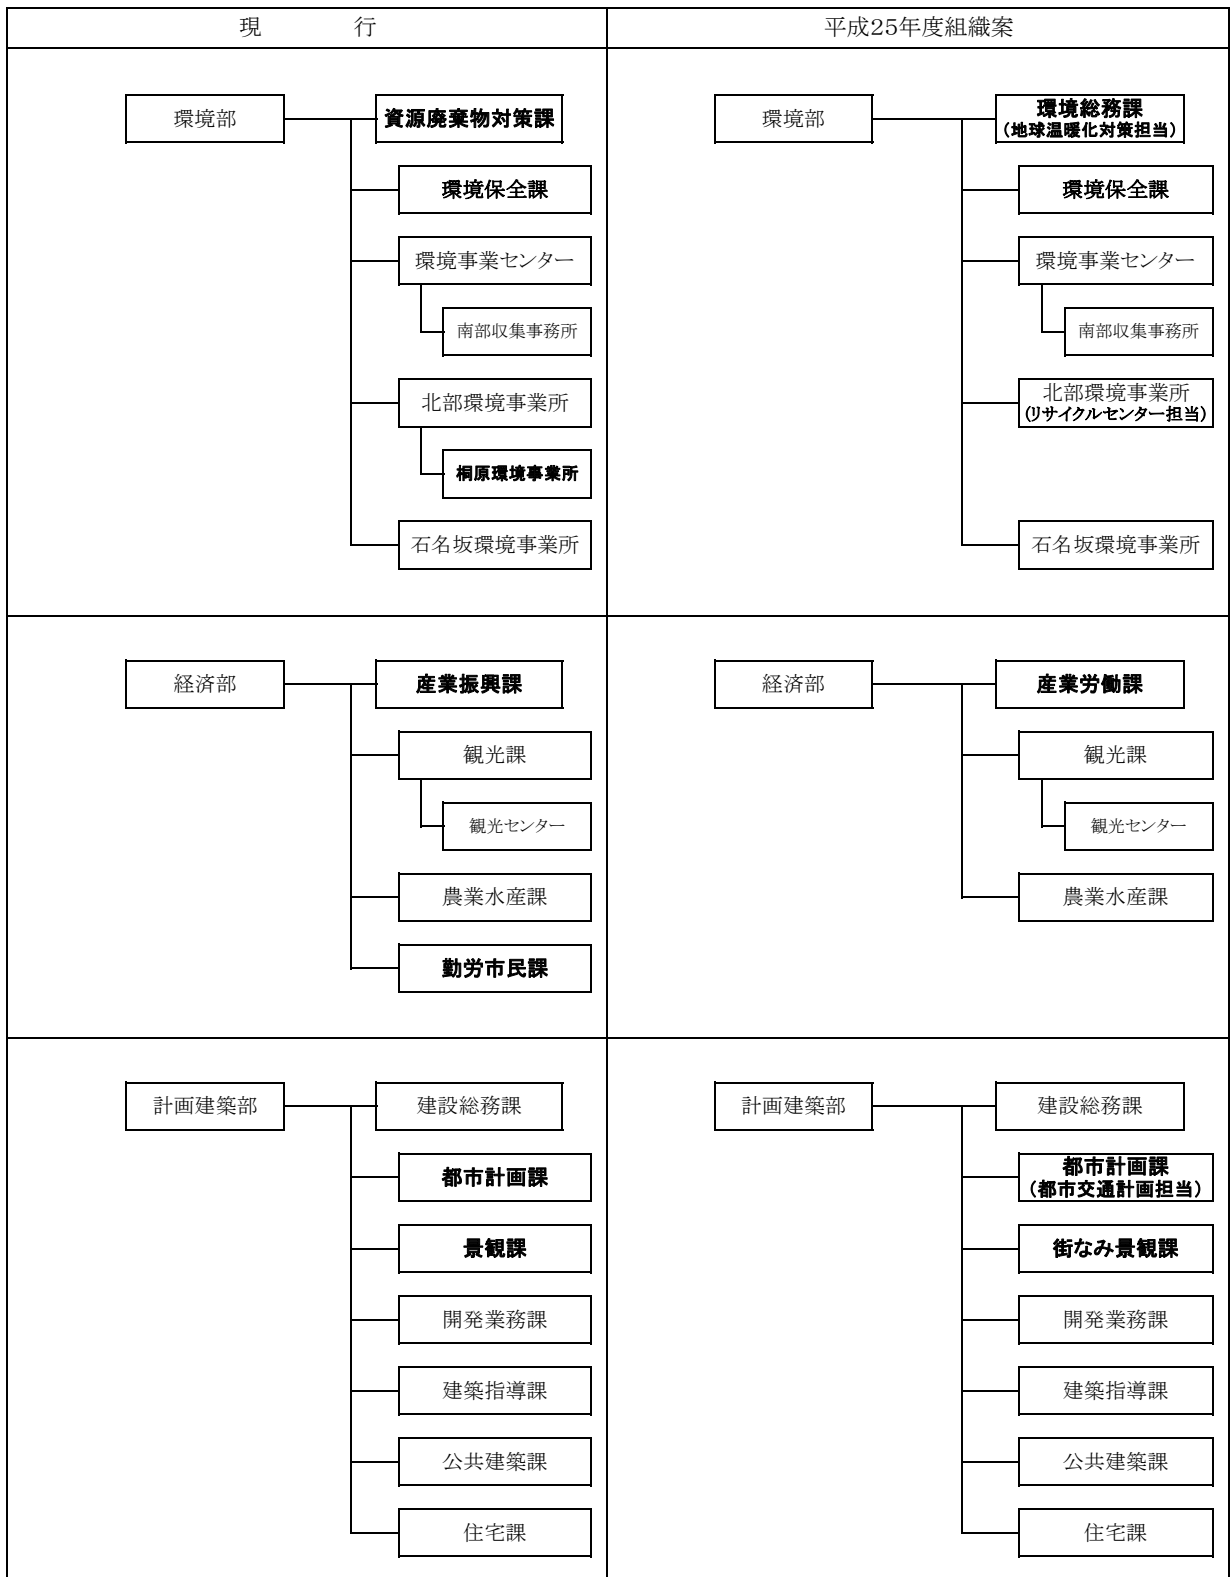 現　　　行
平成25年度組織案
環境部
資源廃棄物対策課
環境保全課
環境事業センター
南部収集事務所
北部環境事業所
桐原環境事業所
石名坂環境事業所
環境部
環境総務課
(地球温暖化対策担当)
環境保全課
環境事業センター
南部収集事務所
北部環境事業所
(リサイクルセンター担当)
石名坂環境事業所
経済部
産業振興課
観光課
観光センター
農業水産課
勤労市民課
経済部
産業労働課
観光課
観光センター
農業水産課
計画建築部
建設総務課
都市計画課
景観課
開発業務課
建築指導課
公共建築課
住宅課
計画建築部
建設総務課
都市計画課
(都市交通計画担当)
街なみ景観課
開発業務課
建築指導課
公共建築課
住宅課